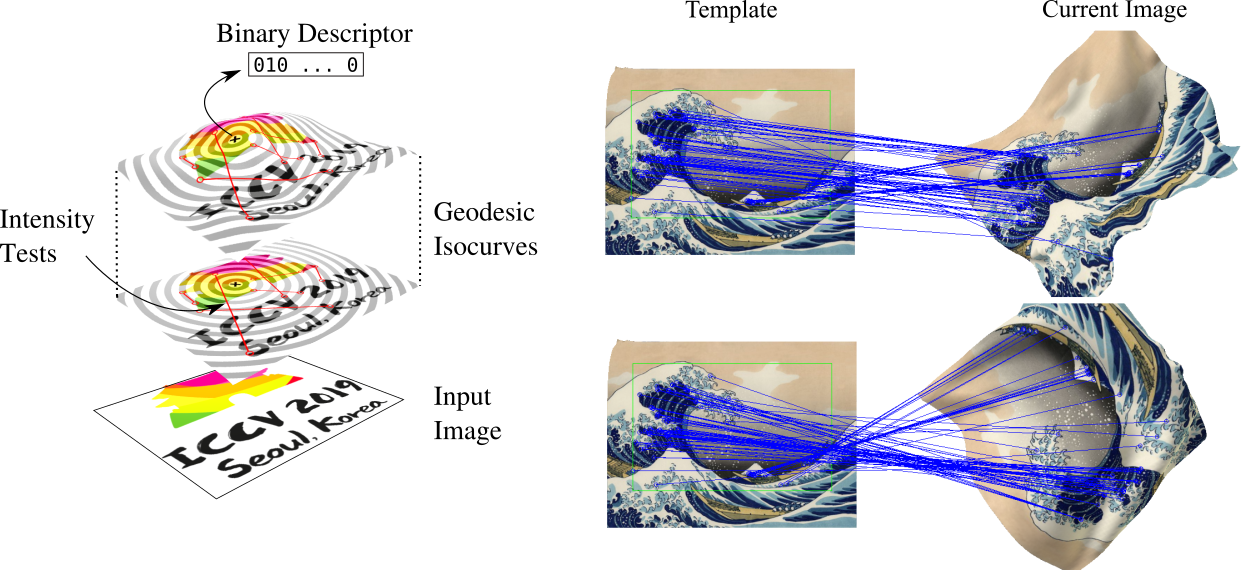 Binary Descriptor
010 ... 0
Intensity
Tests
Geodesic
Isocurves
Input
Image
ICCV 2019
Seoul, Korea
ICCV 2019
Seoul, Korea
ICCV 2019
Seoul, Korea
Template
Current Image